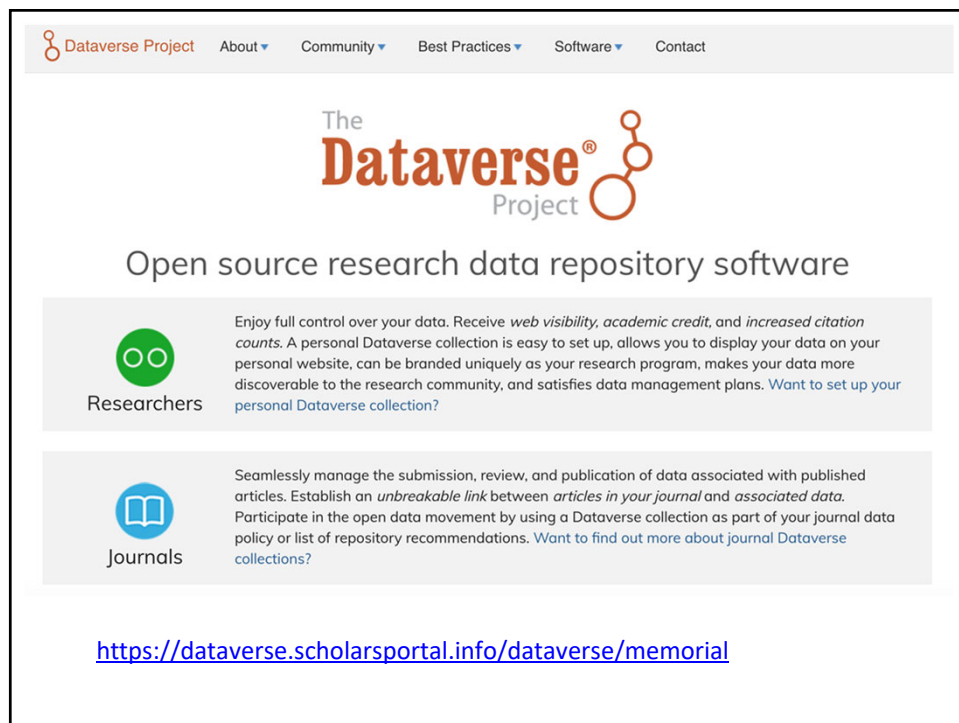 Dataverse Project About Community Best Practices Software Contact
The
Dataverse®
Project
Open source research data repository software
Enjoy full control over your data. Receive web visibility, academic credit, and increased citation
counts. A personal Dataverse collection is easy to set up, allows you to display your data on your
personal website, can be branded uniquely as your research program, makes your data more
discoverable to the research community, and satisfies data management plans. Want to set up your
personal Dataverse collection?
Researchers
Seamlessly manage the submission, review, and publication of data associated with published
articles. Establish an unbreakable link between articles in your journal and associated data.
Participate in the open data movement by using a Dataverse collection as part of your journal data
policy or list of repository recommendations. Want to find out more about journal Dataverse
collections?
Journals
https://dataverse.scholarsportal.info/dataverse/memorial